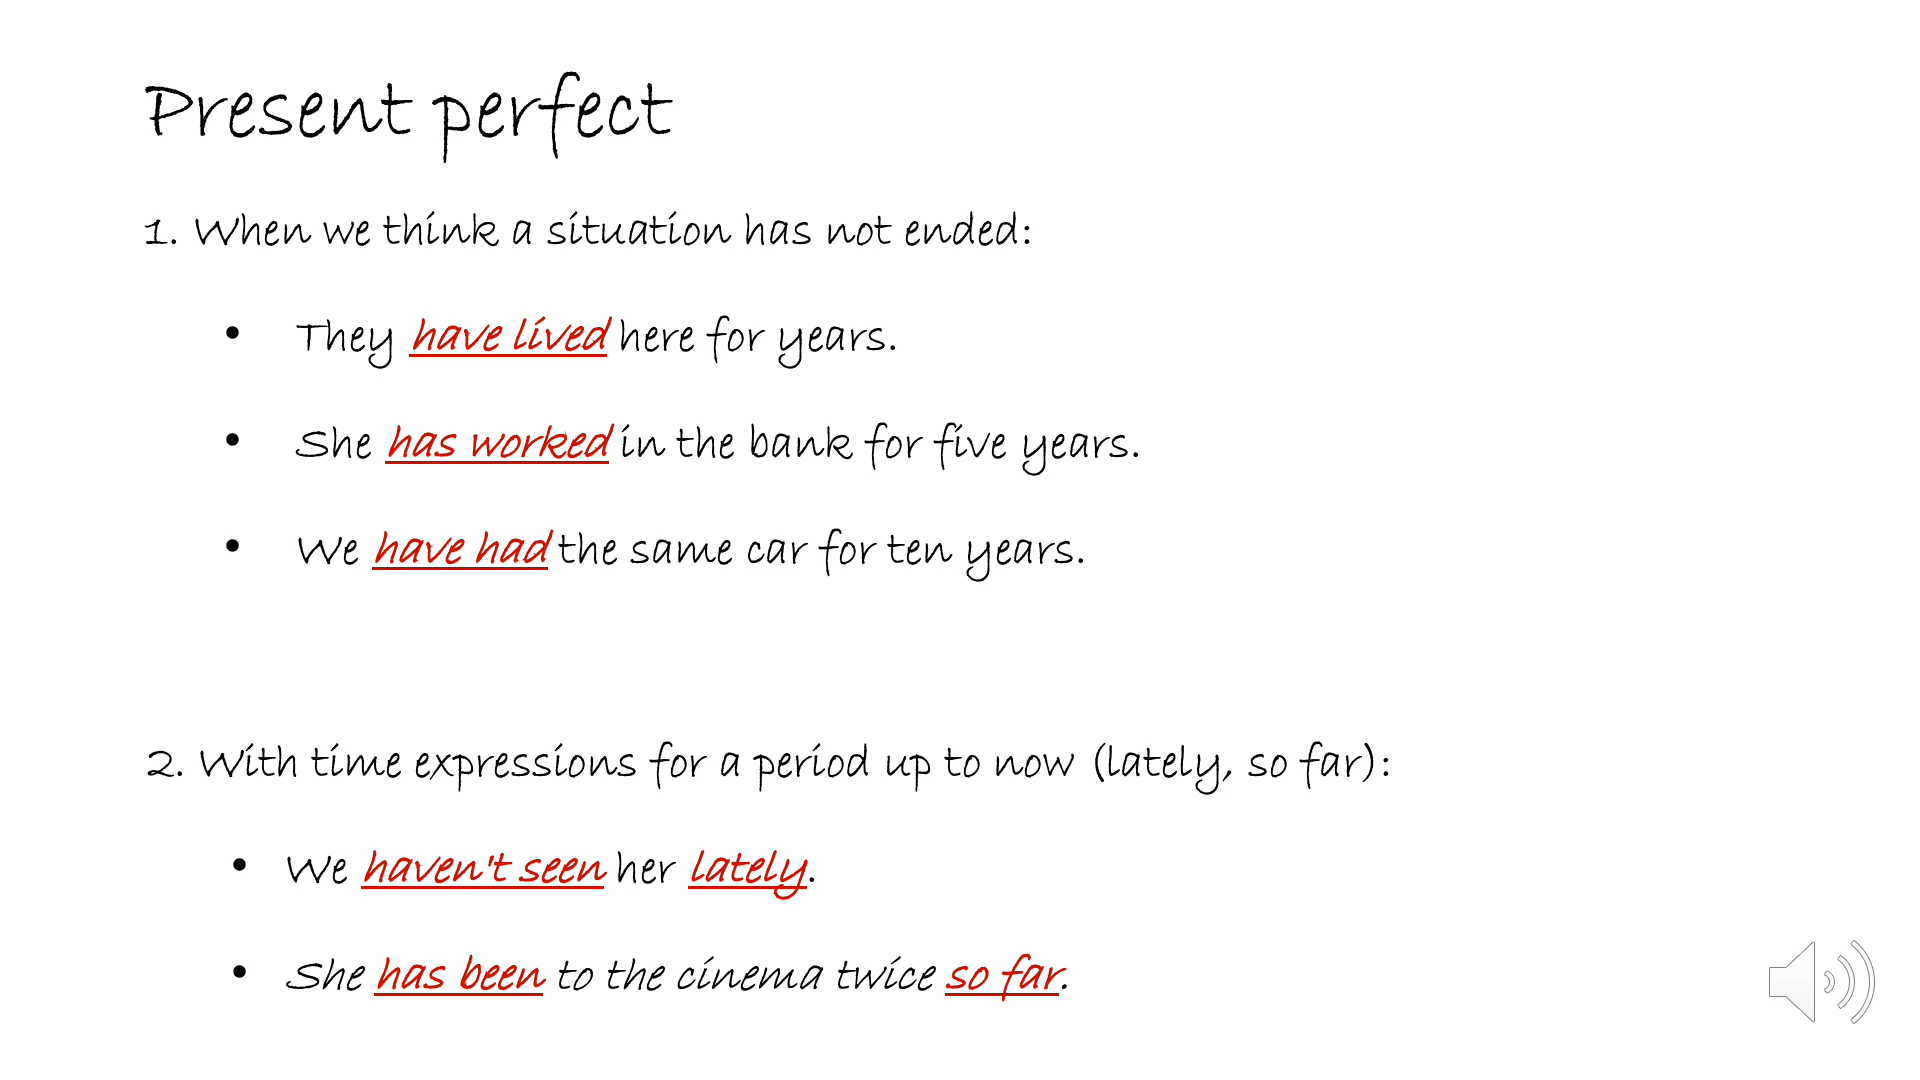 Present perfect
1. When we think a situation has not ended:
• They have lived here for years.
• She has worked in the bank for five years.
• We have had the same car for ten years.
2. With time expressions for a period up to now (lately, so far):
• We haven't seen her lately.
• She has been to the cinema twice so far.